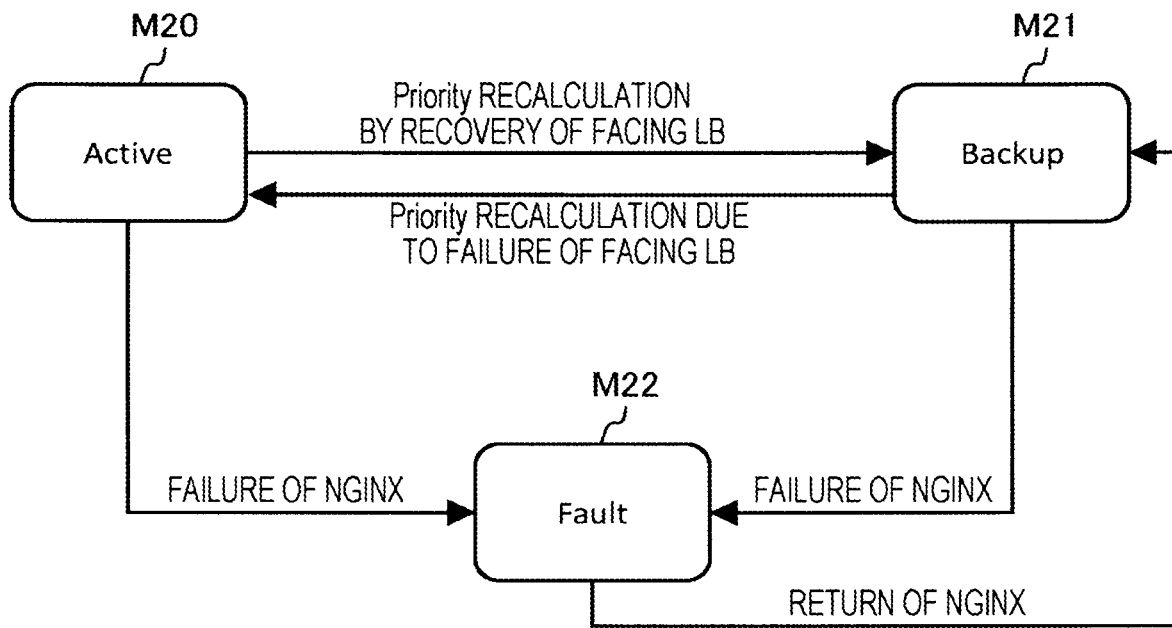 M20
M21
Active
Priority RECALCULATION
BY RECOVERY OF FACING LB
Backup
Priority RECALCULATION DUE
TO FAILURE OF FACING LB
M22
FAILURE OF NGINX
Fault
FAILURE OF NGINX
RETURN OF NGINX